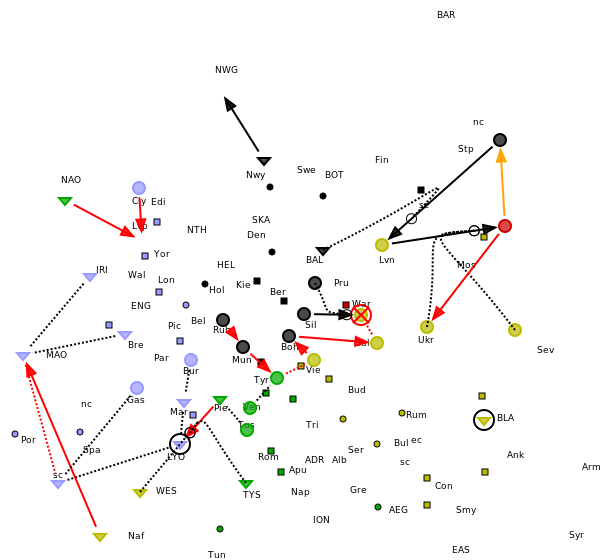 BAR
NWG
nc
Stp
Fin
Swe BOT
Nwy
NAO
Cly Edi
sc
SKA
NTH
Den
Lvn
Yor
IRI
BAL
HEL
Mos
Wal
Lon
Kie
Pru
Hol
Ber
War
ENG
Pic
Bel
Sil
Bre
Ukr
Sev
MAO
Par
Mun
Boh
Vie
Bur
Tyr
Bud
Gas
nc
Pie
Ven
Mar
Rum
BLA
Por
Spa
Tus
Tri
Ser
Bul ec
LYO
Rom
ADR Alb
sc
Ank
sc
Apu
Arm
WES
TYS
Nap
Gre
Con
AEG
Smy
ION
Naf
Syr
Tun
EAS